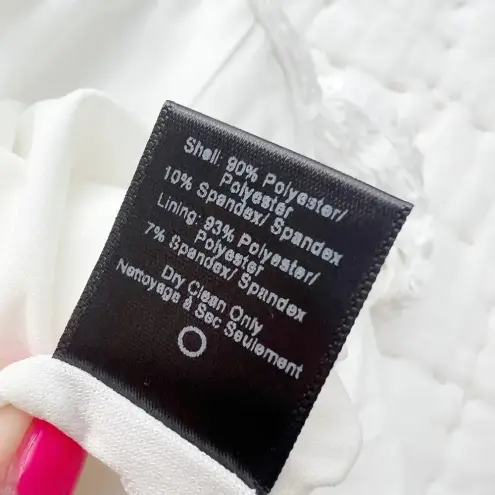 Shell: 90% Polyester/
Polyester
10% Spandex/ Spandex
Lining: 93% Polyester/
Polyester
7% Spandex/ Spandex
Dry Clean Only
Nettoyage à Sec Seulement